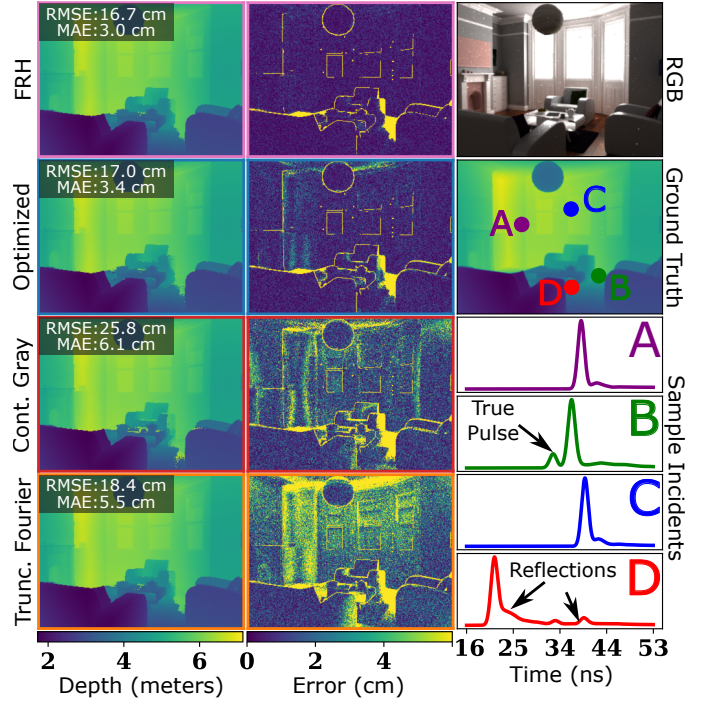 FRH
RMSE:16.7 cm
MAE:3.0 cm
RGB
Optimized
RMSE:17.0 cm
MAE:3.4 cm
A
C
B
D
Ground Truth
Cont. Gray
RMSE:25.8 cm
MAE:6.1 cm
A
True
Pulse
B
Sample Incidents
Trunc. Fourier
RMSE:18.4 cm
MAE:5.5 cm
C
Reflections
D
2 4 6
Depth (meters)
0 2 4
Error (cm)
16 25 34 44 53
Time (ns)